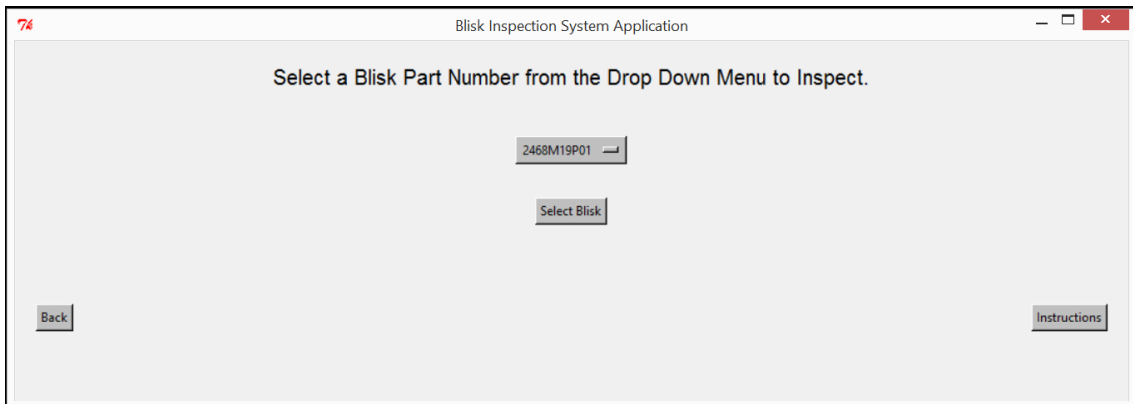 Blisk Inspection System Application
Select a Blisk Part Number from the Drop Down Menu to Inspect.
2468M19P01
Select Blisk
Back
Instructions